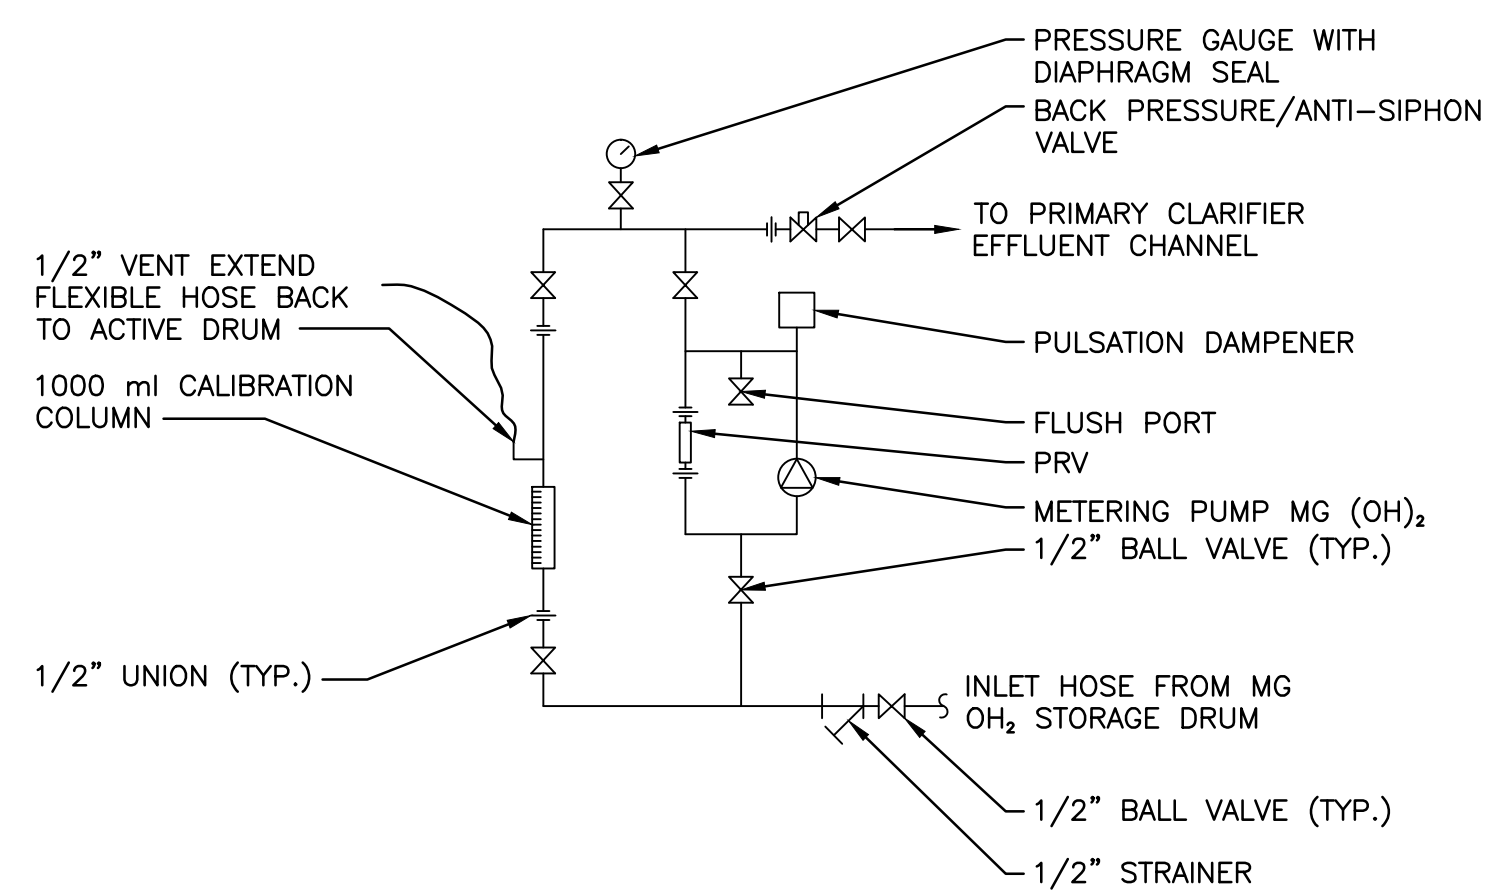 PRESSURE GAUGE WITH
DIAPHRAGM SEAL
BACK PRESSURE/ANTI-SIPHON
VALVE
TO PRIMARY CLARIFIER
EFFLUENT CHANNEL
1/2" VENT EXTEND
FLEXIBLE HOSE BACK
TO ACTIVE DRUM
PULSATION DAMPENER
1000 ml CALIBRATION
COLUMN
FLUSH PORT
PRV
METERING PUMP MG (OH)₂
1/2" BALL VALVE (TYP.)
1/2" UNION (TYP.)
INLET HOSE FROM MG
OH₂ STORAGE DRUM
1/2" BALL VALVE (TYP.)
1/2" STRAINER